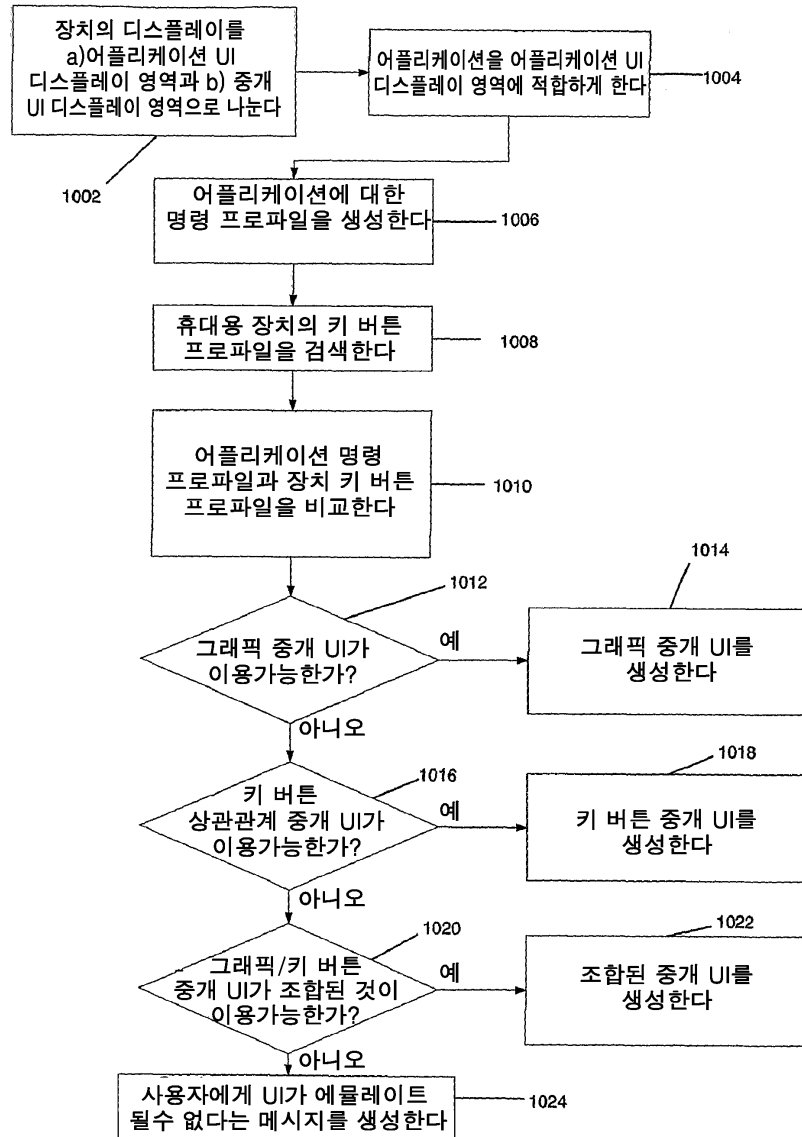 장치의 디스플레이를
a)어플리케이션 UI
디스플레이 영역과 b) 중개
UI 디스플레이 영역으로 나눈다
1002
어플리케이션을 어플리케이션 UI
디스플레이 영역에 적합하게 한다
1004
어플리케이션에 대한
명령 프로파일을 생성한다
1006
휴대용 장치의 키 버튼
프로파일을 검색한다
1008
어플리케이션 명령
프로파일과 장치 키 버튼
프로파일을 비교한다
1010
1012
그래픽 중개 UI가
이용가능한가?
예
1014
그래픽 중개 UI를
생성한다
아니오
1016
키 버튼
상관관계 중개 UI가
이용가능한가?
예
1018
키 버튼 중개 UI를
생성한다
아니오
1020
그래픽/키 버튼
중개 UI가 조합된 것이
이용가능한가?
예
1022
조합된 중개 UI를
생성한다
아니오
사용자에게 UI가 에뮬레이트
될수 없다는 메시지를 생성한다
1024